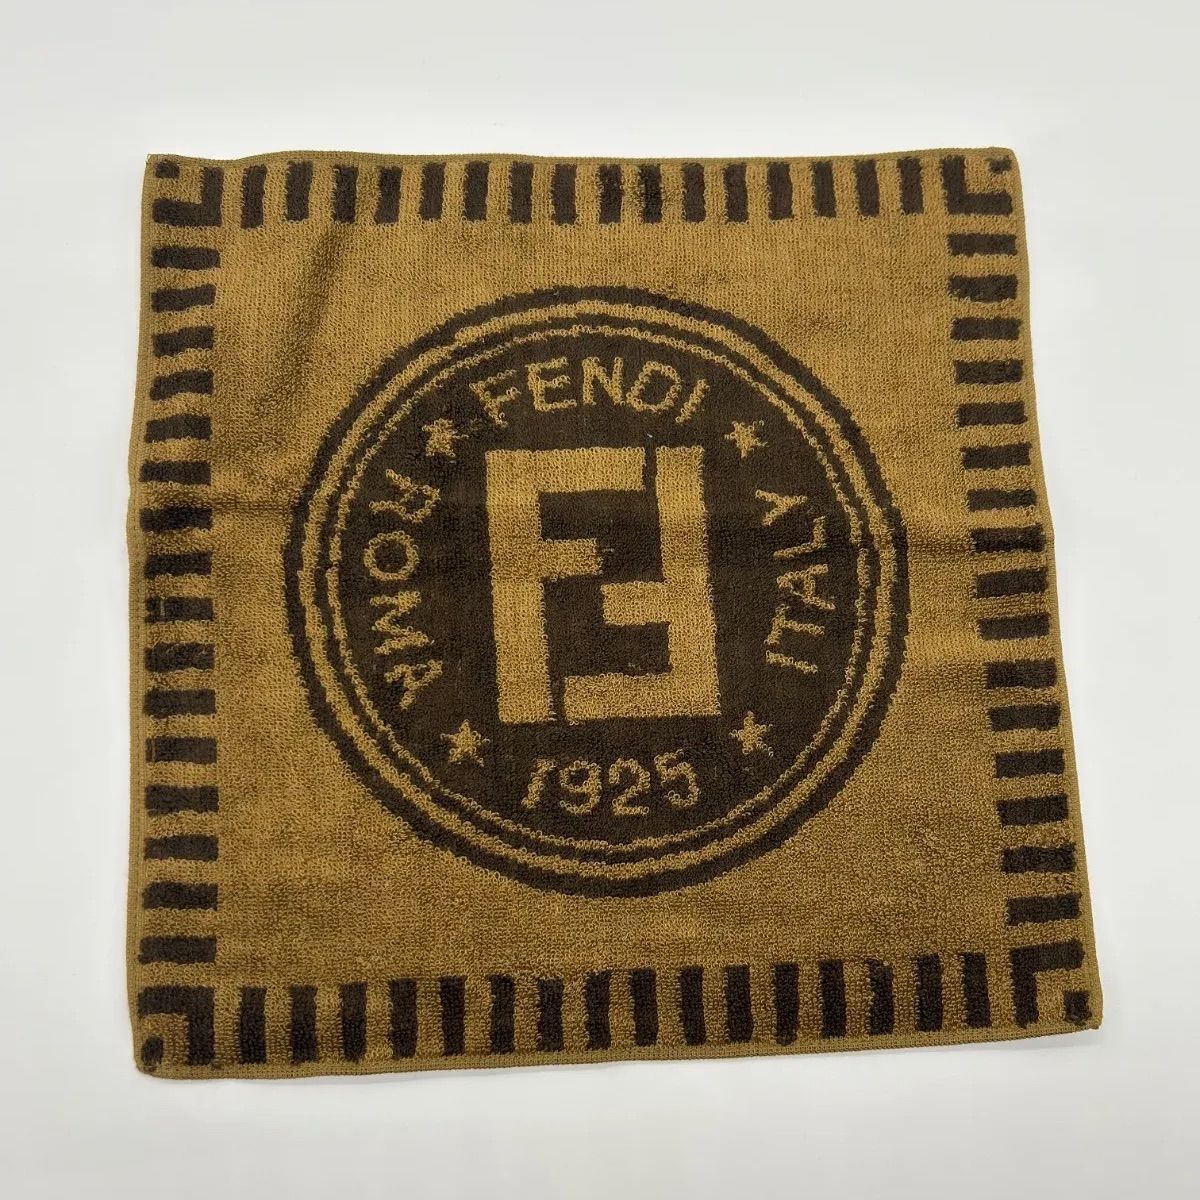 FENDI
ROMA
ITALY
1925